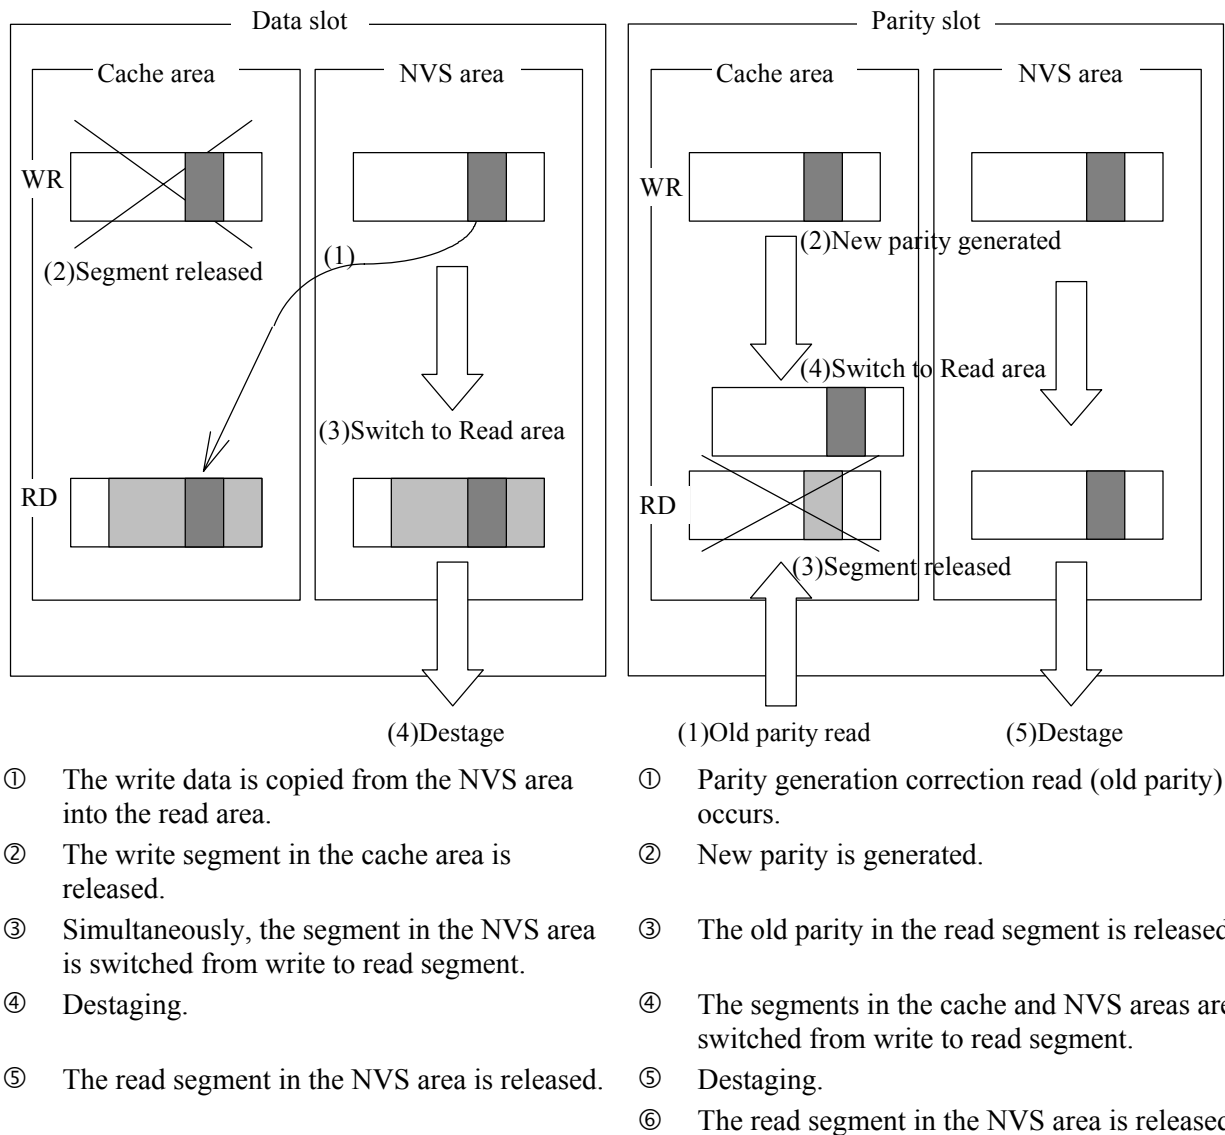 Data slot
Cache area
NVS area
WR
(2)Segment released
(1)
(3)Switch to Read area
RD
(4)Destage
Parity slot
Cache area
NVS area
WR
(2)New parity generated
(4)Switch to Read area
RD
(3)Segment released
(1)Old parity read
(5)Destage
① The write data is copied from the NVS area
into the read area.
② The write segment in the cache area is
released.
③ Simultaneously, the segment in the NVS area
is switched from write to read segment.
④ Destaging.
⑤ The read segment in the NVS area is released.
① Parity generation correction read (old parity)
occurs.
② New parity is generated.
③ The old parity in the read segment is released
④ The segments in the cache and NVS areas are
switched from write to read segment.
⑤ Destaging.
⑥ The read segment in the NVS area is released